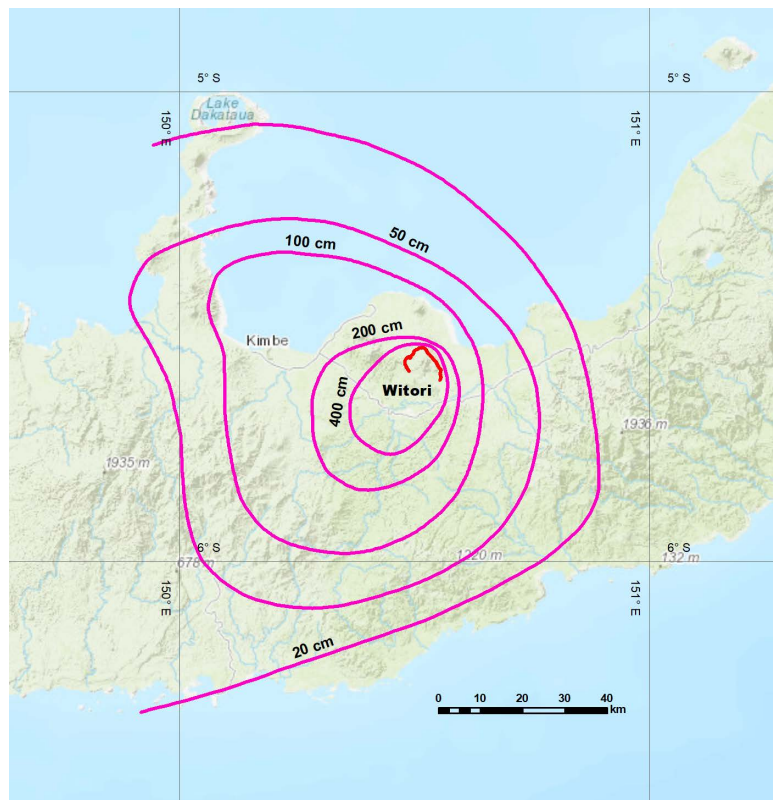 5° S
5° S
Lake
Dakataua
150° E
151° E
50 cm
100 cm
200 cm
Kimbe
Witori
400 cm
1936 m
1935 m
6° S
6° S
678 m
1220 m
132 m
150° E
151° E
20 cm
0 10 20 30 40
km